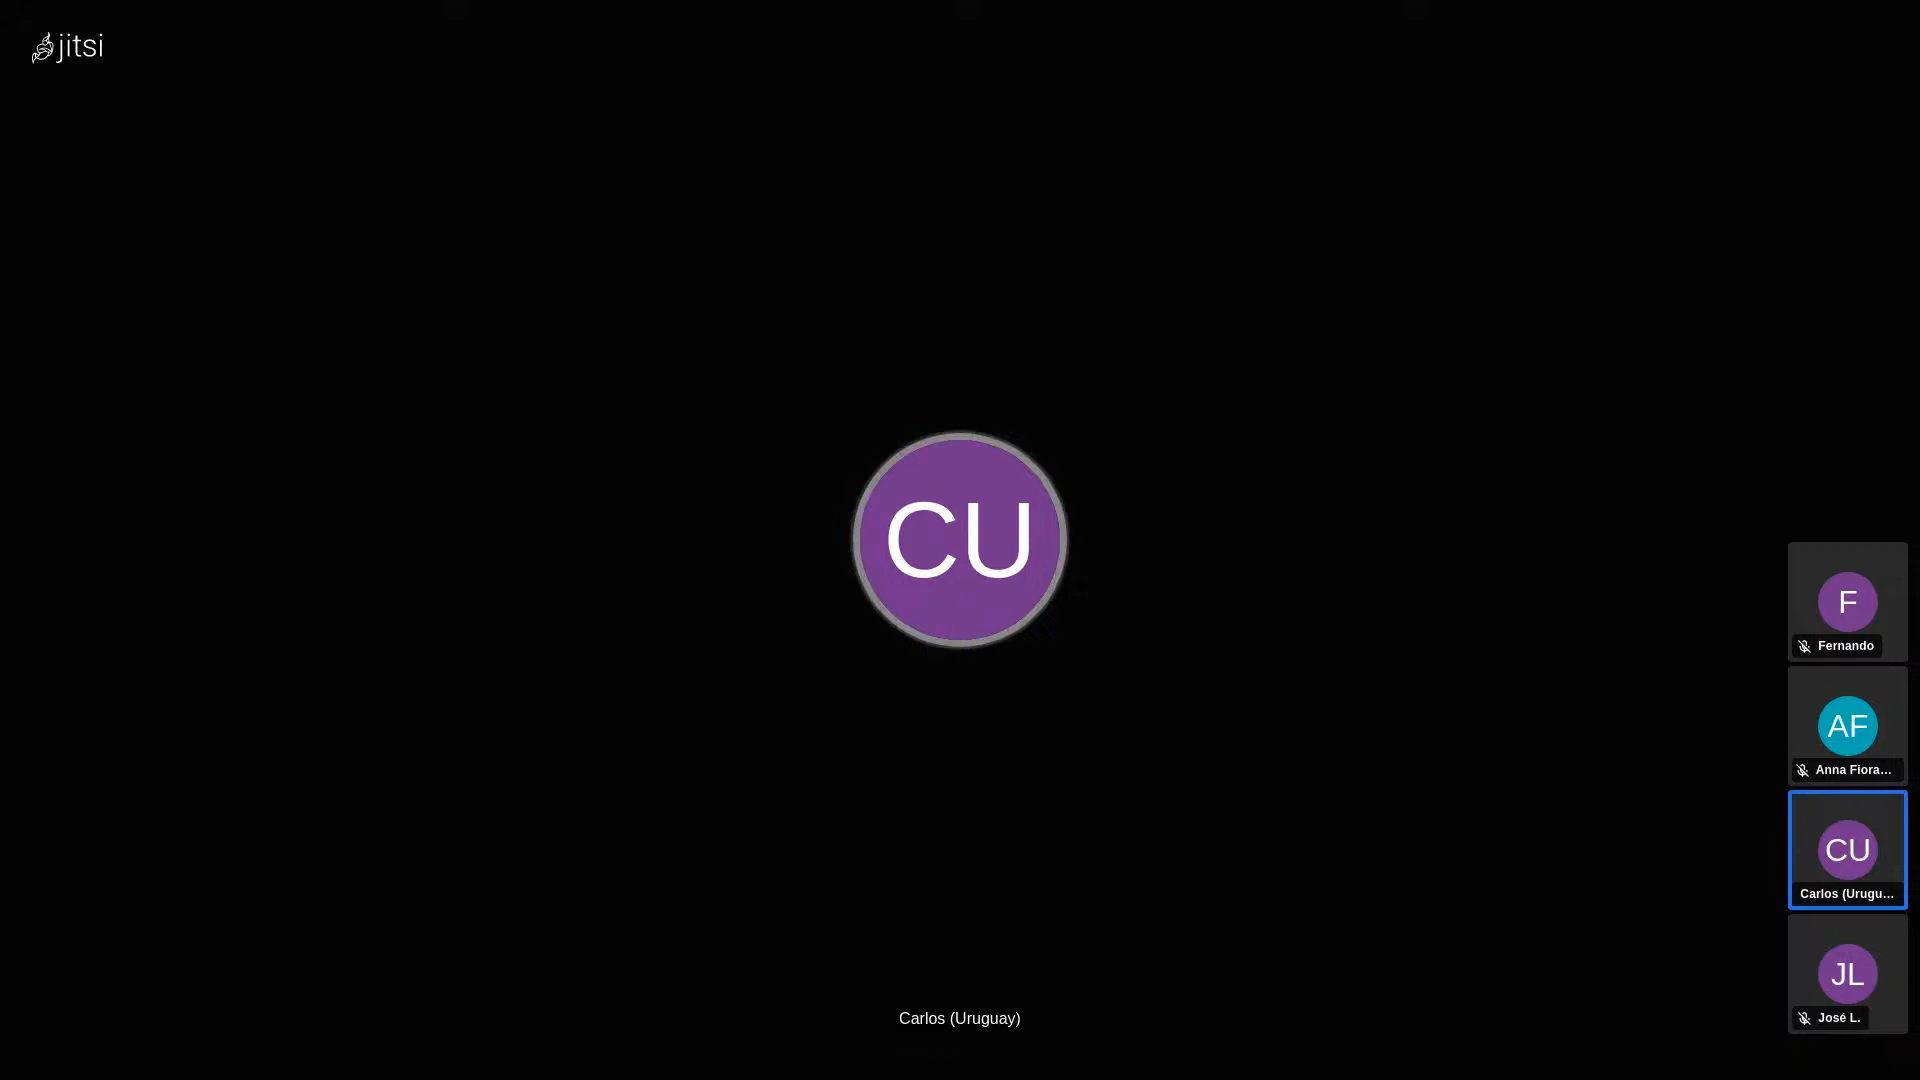 jitsi
CU
F
Fernando
AF
Anna Fiora...
CU
Carlos (Urugu...
JL
José L.
Carlos (Uruguay)